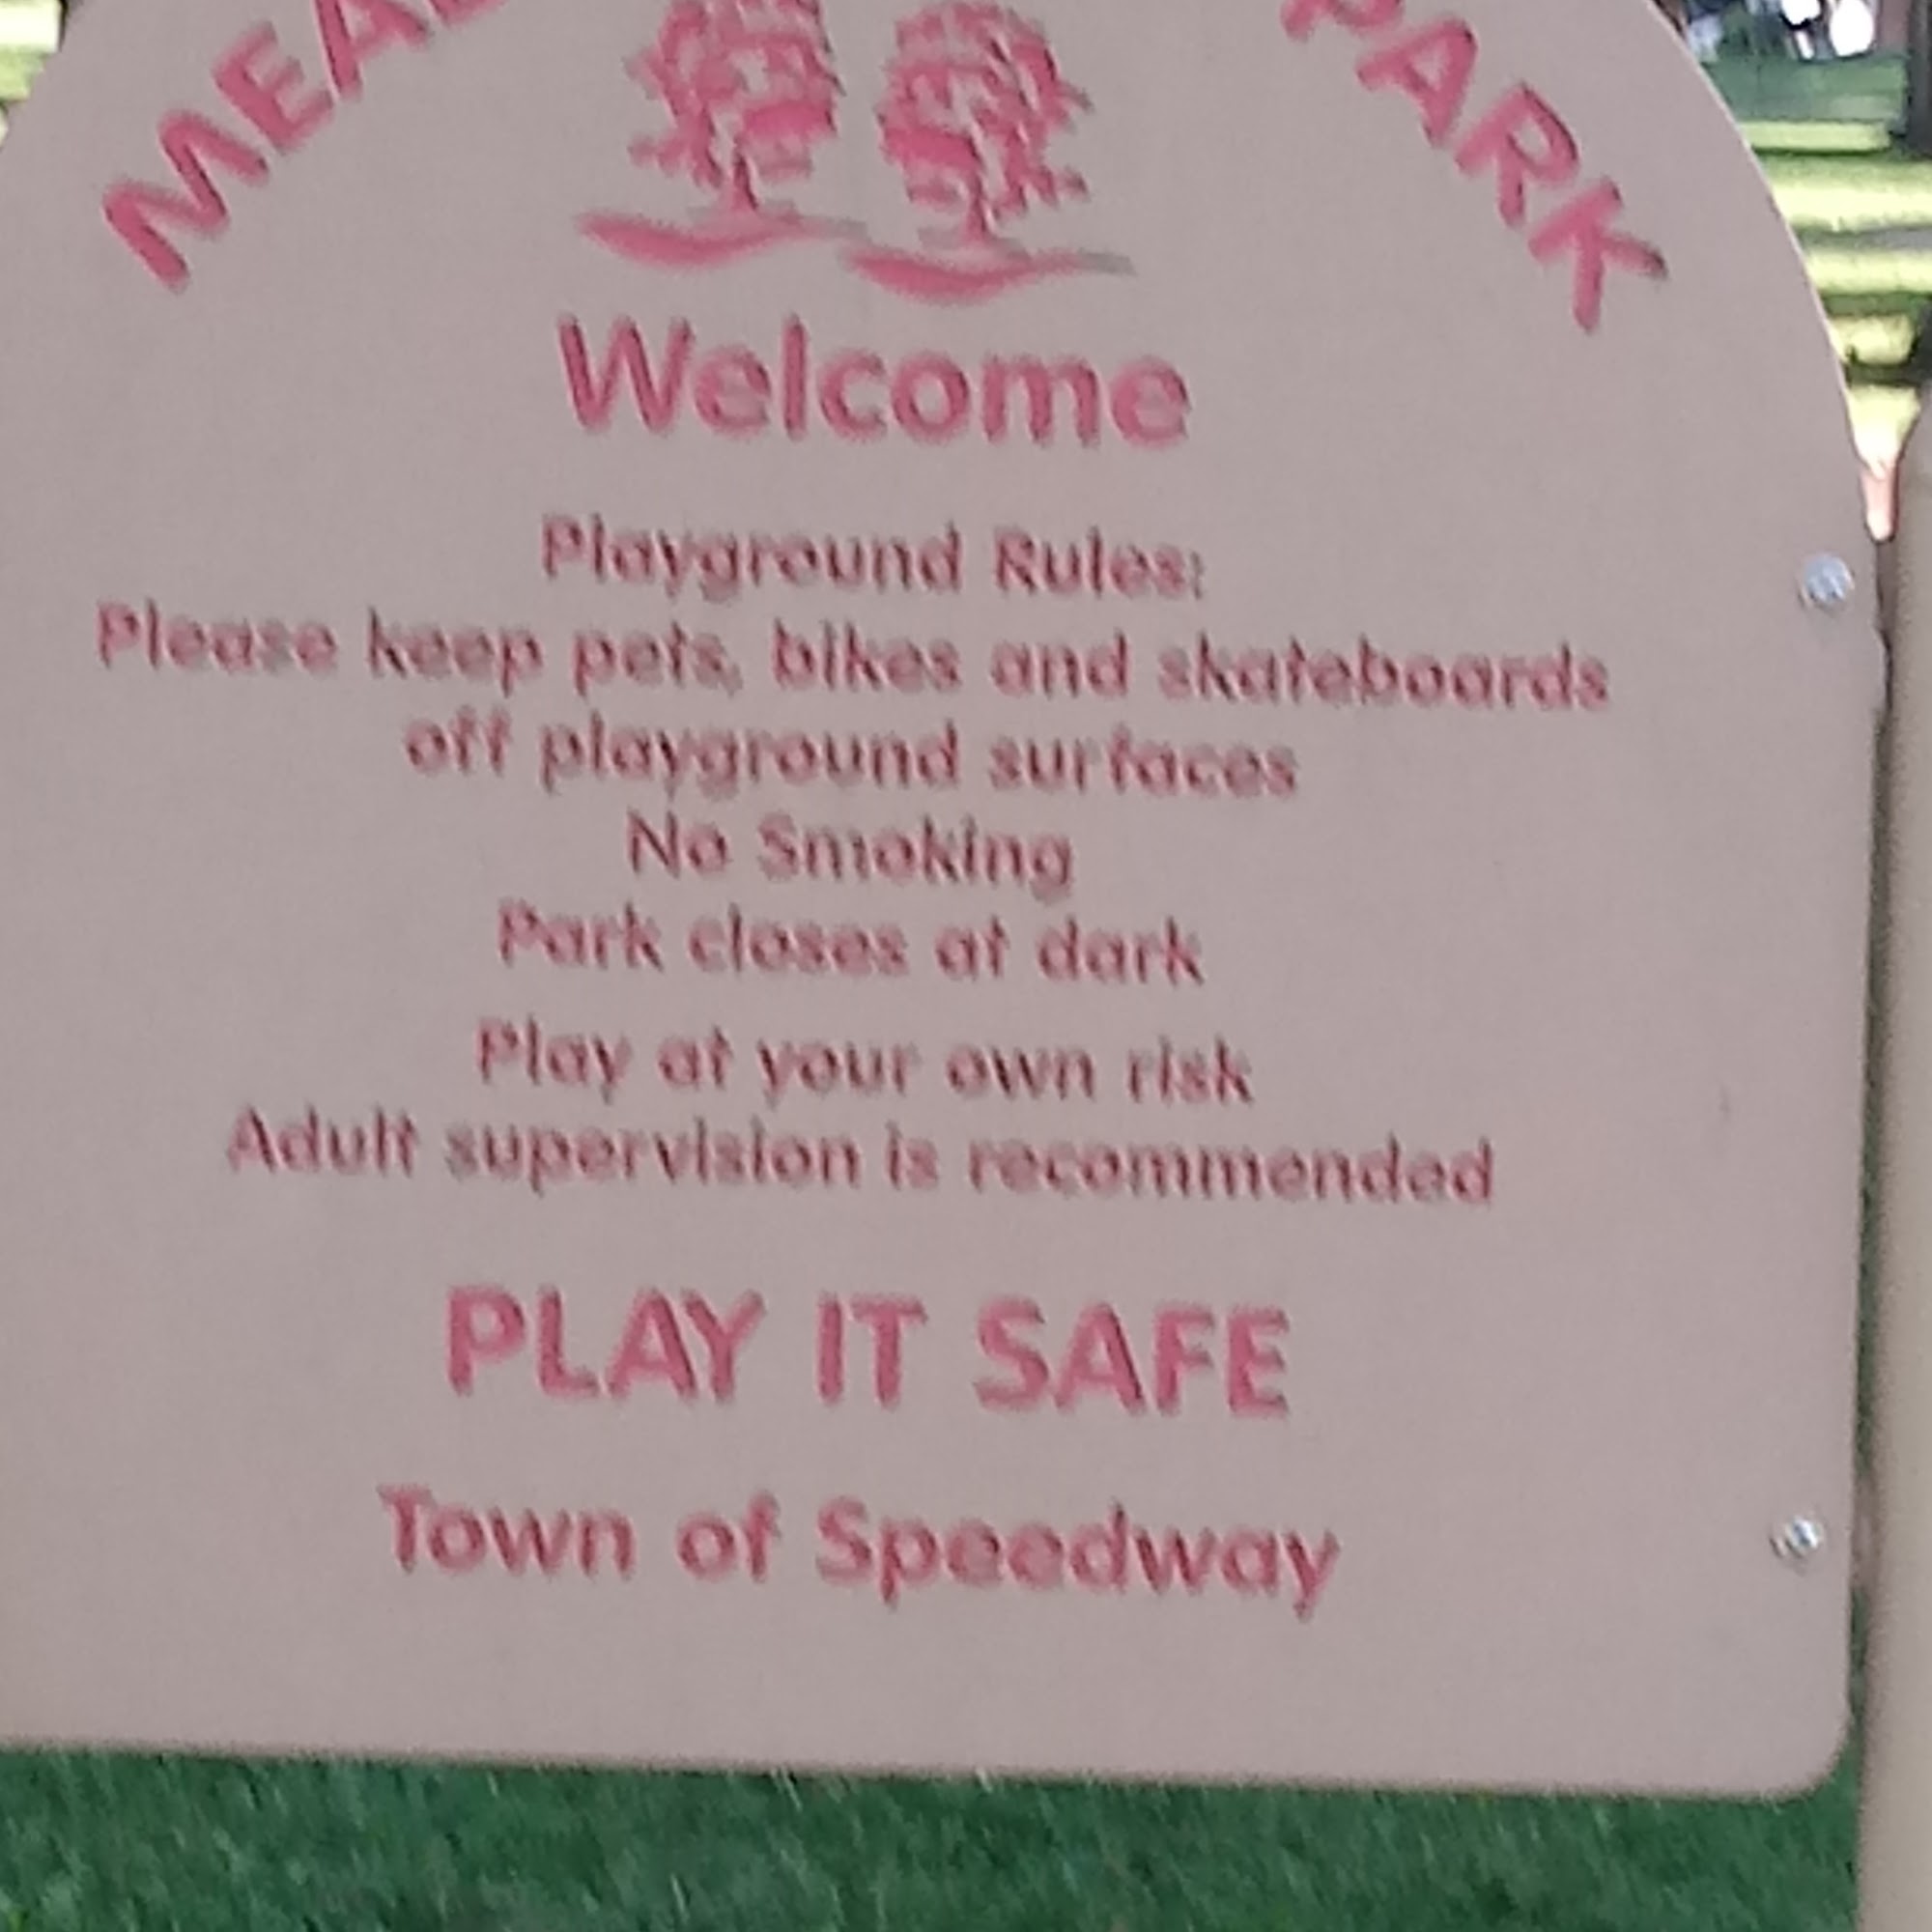 PARK
Welcome
Playground Rules:
Please keep pets, bikes and skateboards
off playground surfaces
No Smoking
Park closes at dark
Play at your own risk
Adult supervision is recommended
PLAY IT SAFE
Town of Speedway